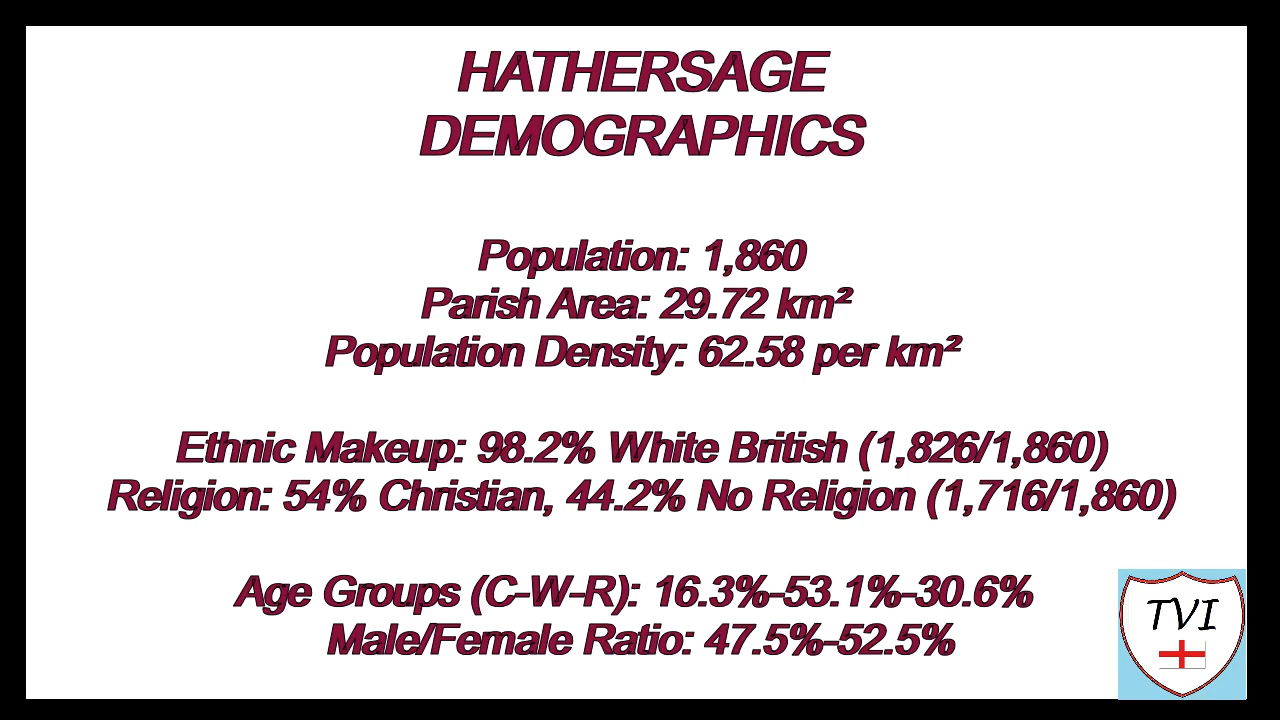 HATHERSAGE
DEMOGRAPHICS
Population: 1,860
Parish Area: 29.72 km²
Population Density: 62.58 per km²
Ethnic Makeup: 98.2% White British (1,826/1,860)
Religion: 54% Christian, 44.2% No Religion (1,716/1,860)
Age Groups (C-W-R): 16.3%-53.1%-30.6%
Male/Female Ratio: 47.5%-52.5%
TVI